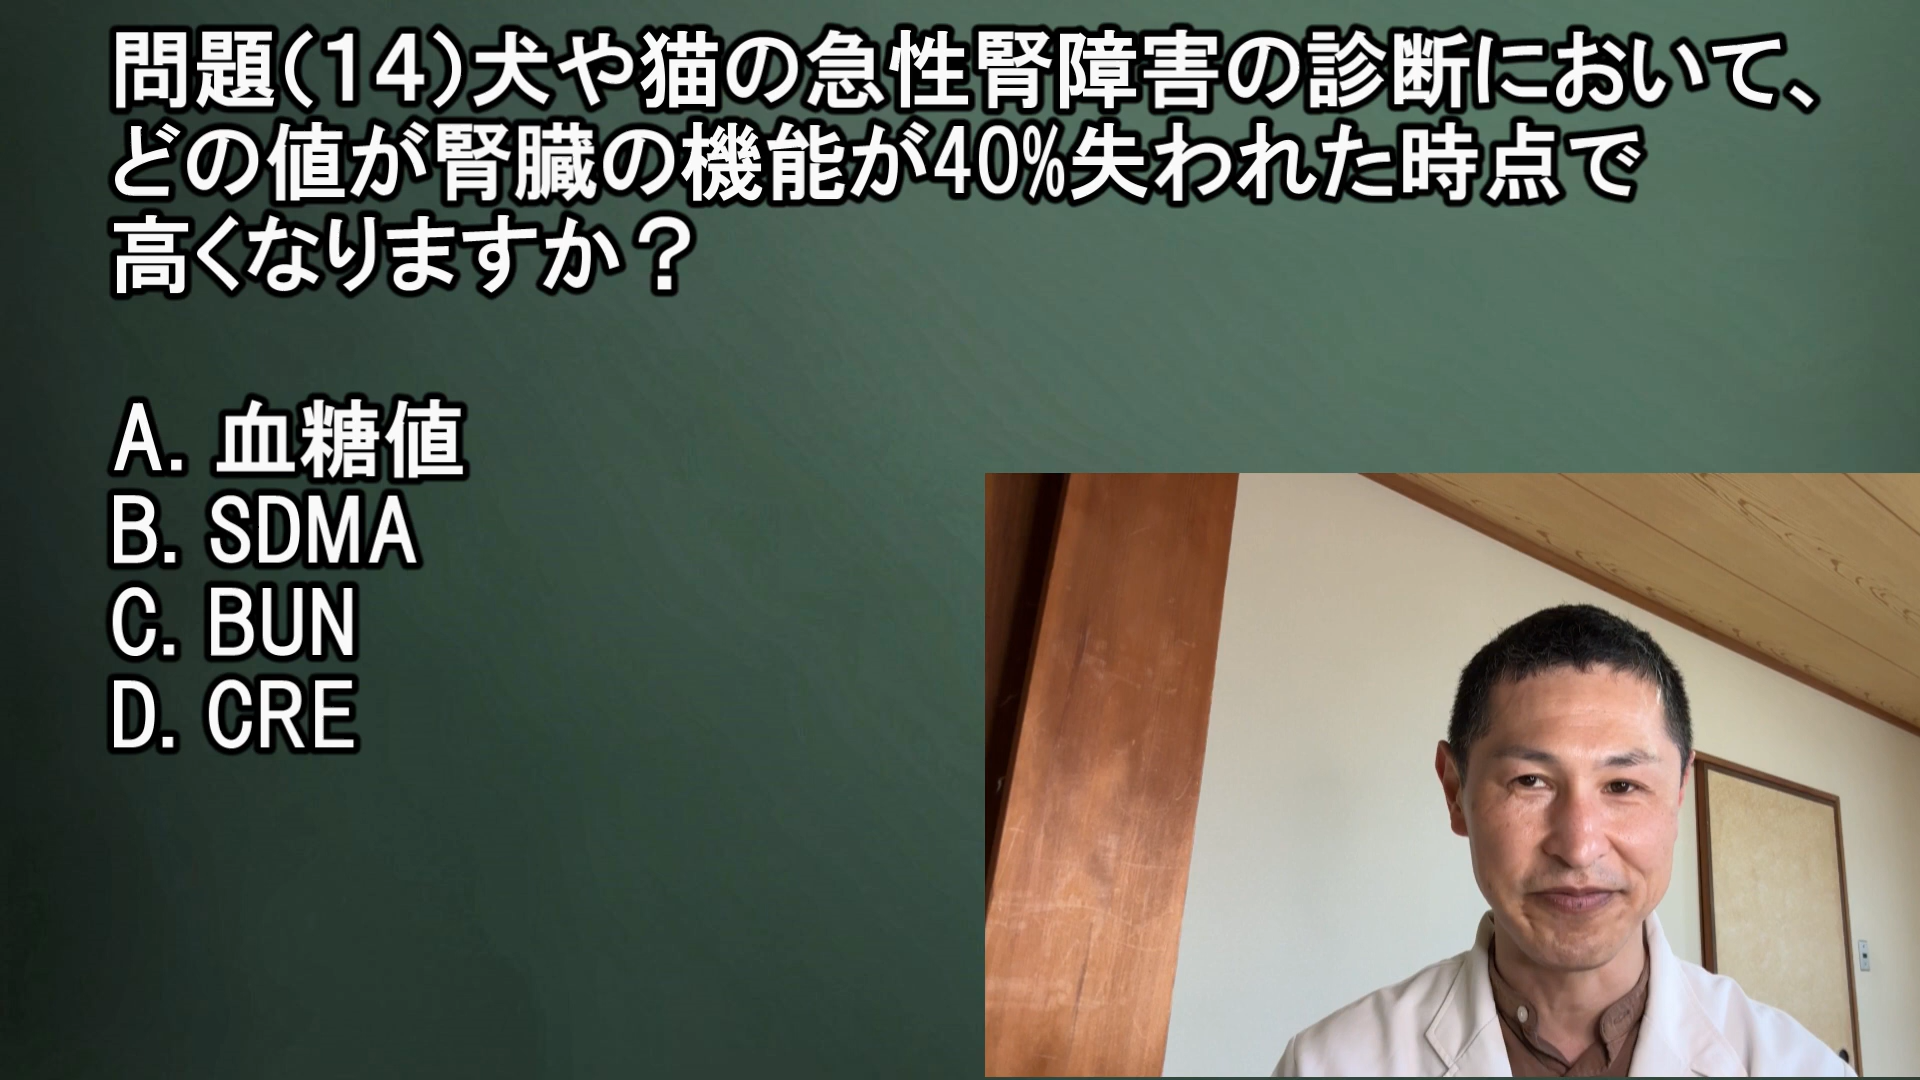 問題(14)犬や猫の急性腎障害の診断において、
どの値が腎臓の機能が40%失われた時点で
高くなりますか？
A. 血糖値
B. SDMA
C. BUN
D. CRE